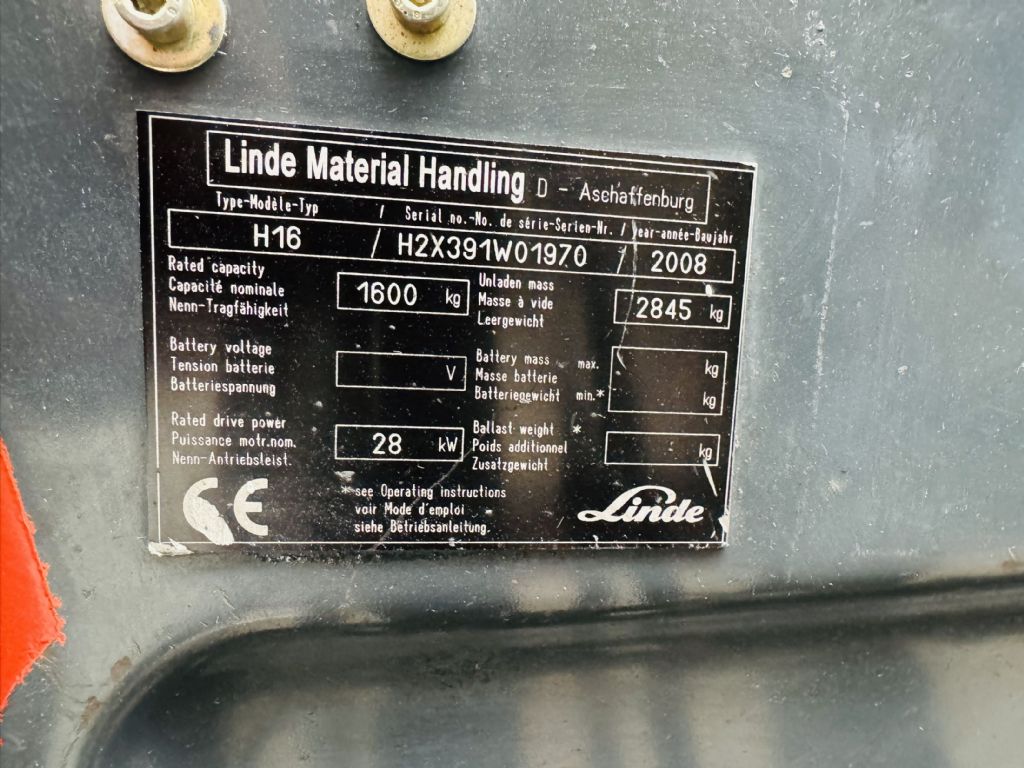 Linde Material Handling D - Aschaffenburg
Type-Modèle-Typ / Serial no.-No. de série-Serien-Nr. / year-année-Baujahr
H16 / H2X391W01970 / 2008
Rated capacity
Capacité nominale
Nenn-Tragfähigkeit
1600 kg
Unladen mass
Masse à vide
Leergewicht
2845 kg
Battery voltage
Tension batterie
Batteriespannung
V
Battery mass max. kg
Masse batterie
Batteriegewicht min.* kg
Rated drive power
Puissance motr.nom.
Nenn-Antriebsleist.
28 kW
Ballast weight *
Poids additionnel
Zusatzgewicht
kg
CE
* see Operating instructions
voir Mode d'emploi
siehe Betriebsanleitung.
Linde